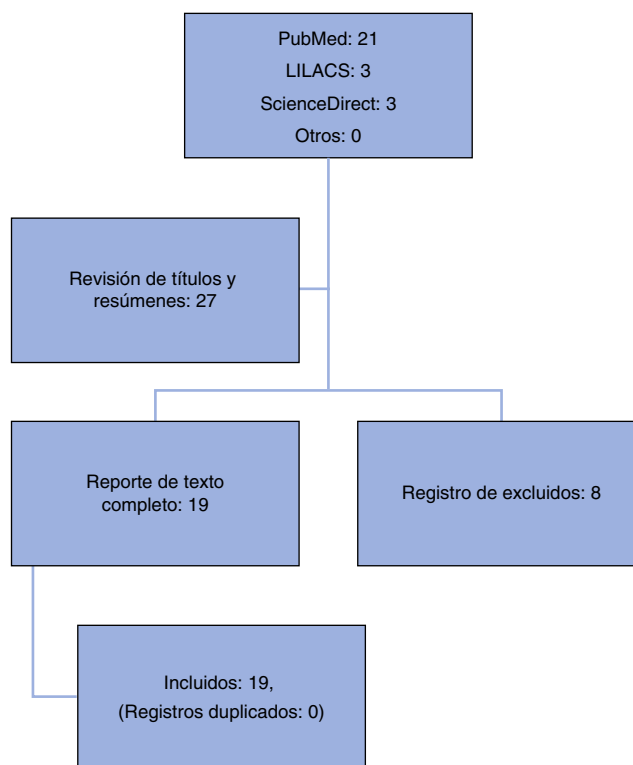 PubMed: 21
LILACS: 3
ScienceDirect: 3
Otros: 0
Revisión de títulos y
resúmenes: 27
Reporte de texto
completo: 19
Registro de excluidos: 8
Incluidos: 19,
(Registros duplicados: 0)